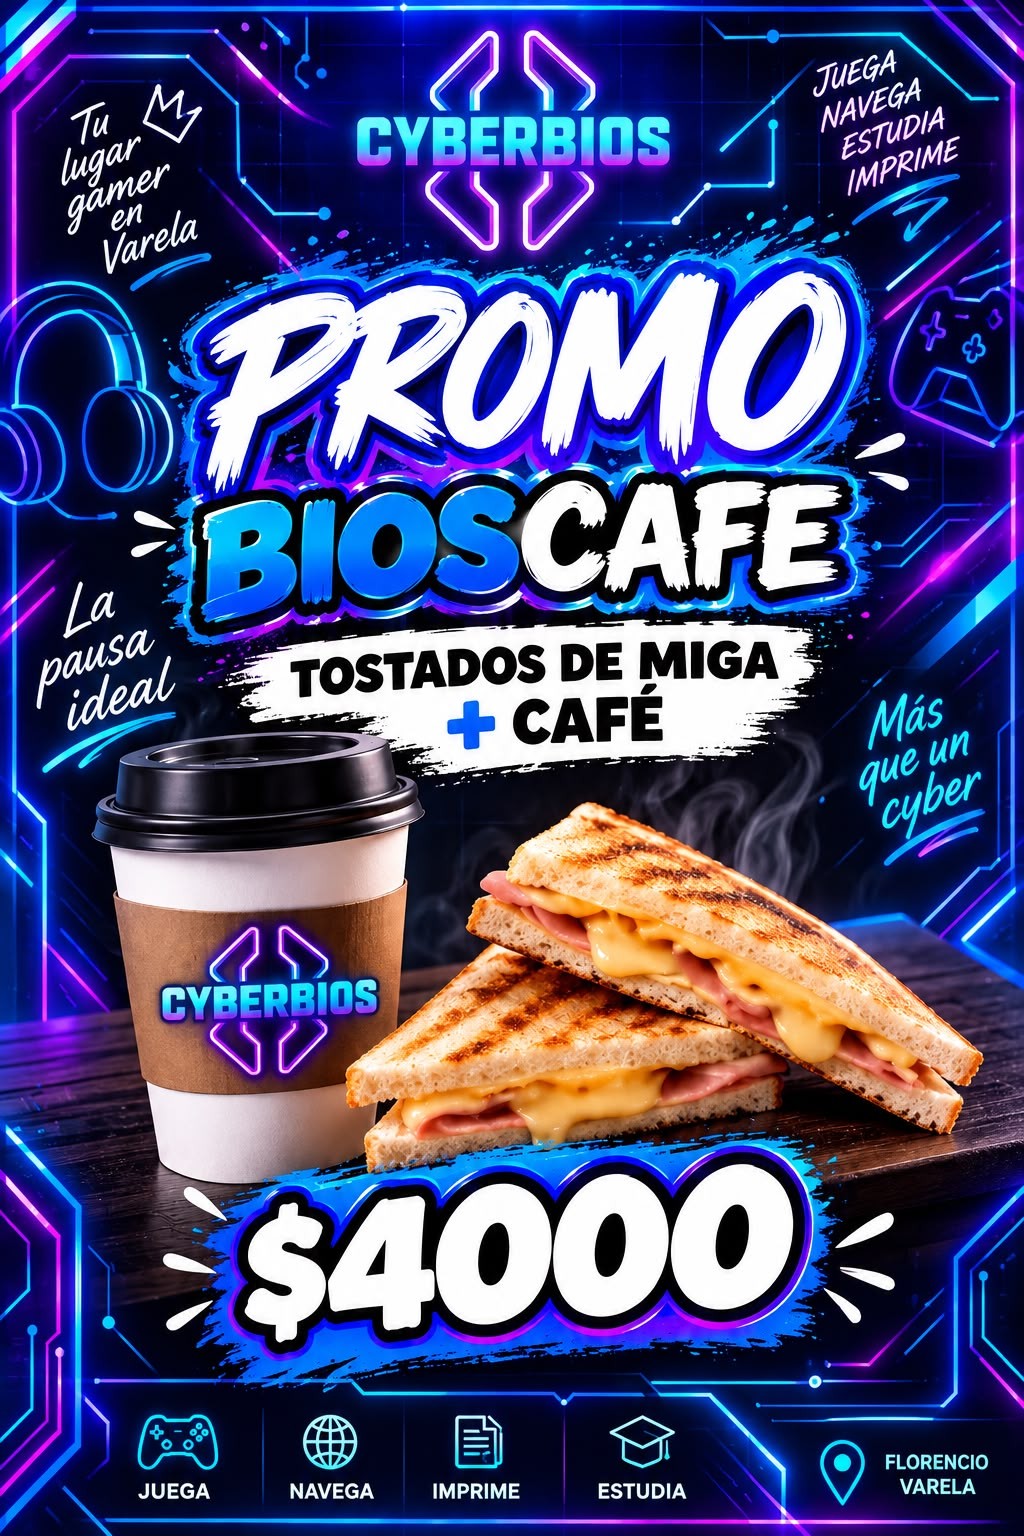 CYBERBIOS
Tu
lugar
gamer
en
Varela
JUEGA
NAVEGA
ESTUDIA
IMPRIME
PROMO
BIOSCAFE
TOSTADOS DE MIGA
+ CAFÉ
La
pausa
ideal
Más
que un
cyber
CYBERBIOS
$4000
JUEGA
NAVEGA
IMPRIME
ESTUDIA
FLORENCIO
VARELA